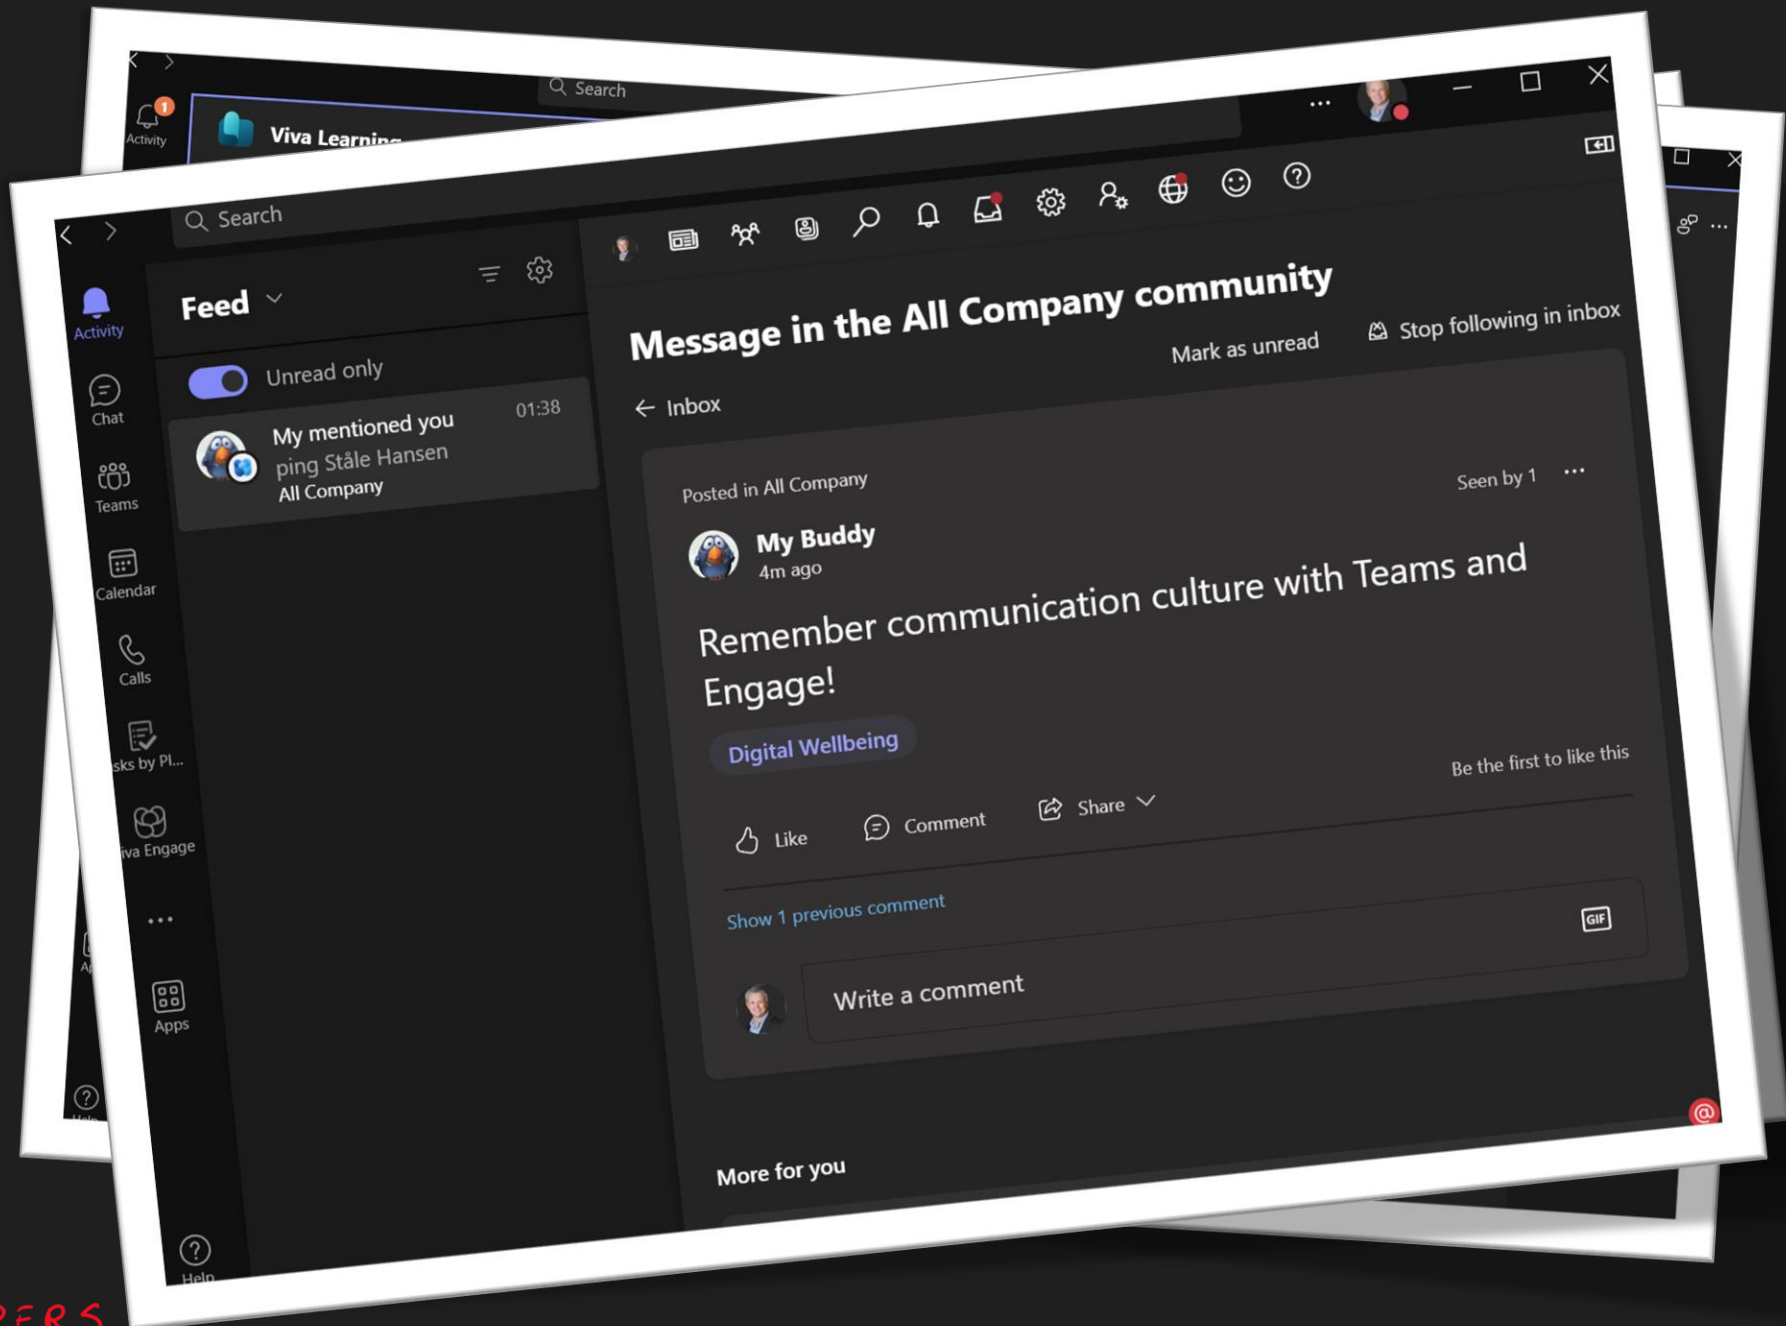 Search
1
Activity
Viva Learning
Search
Activity
Feed
Unread only
My mentioned you 01:38
ping Ståle Hansen
All Company
Chat
Teams
Calendar
Calls
sks by Pl...
iva Engage
...
Apps
Help
Message in the All Company community
Mark as unread Stop following in inbox
← Inbox
Posted in All Company
Seen by 1 ...
My Buddy
4m ago
Remember communication culture with Teams and
Engage!
Digital Wellbeing
Like Comment Share
Be the first to like this
Show 1 previous comment
Write a comment GIF
@
More for you
PERS